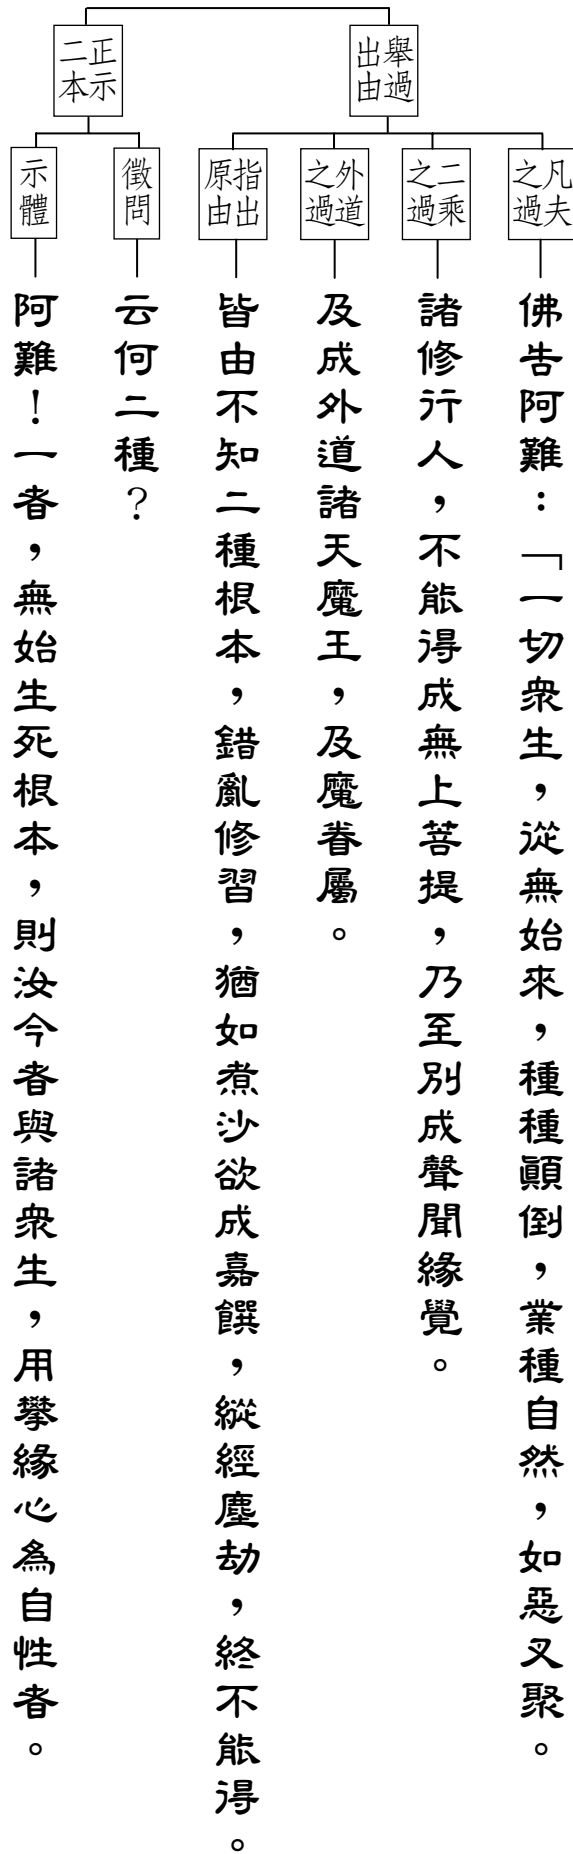 舉過出由
凡夫之過
佛告阿難：「一切眾生，從無始來，種種顛倒，業種自然，如惡叉聚。
二乘之過
諸修行人，不能得成無上菩提，乃至別成聲聞緣覺。
外道之過
及成外道諸天魔王，及魔眷屬。
指出原由
皆由不知二種根本，錯亂修習，猶如煮沙欲成嘉饌，縱經塵劫，終不能得。
正示二本
徵問
云何二種？
示體
阿難！一者，無始生死根本，則汝今者與諸眾生，用攀緣心為自性者。